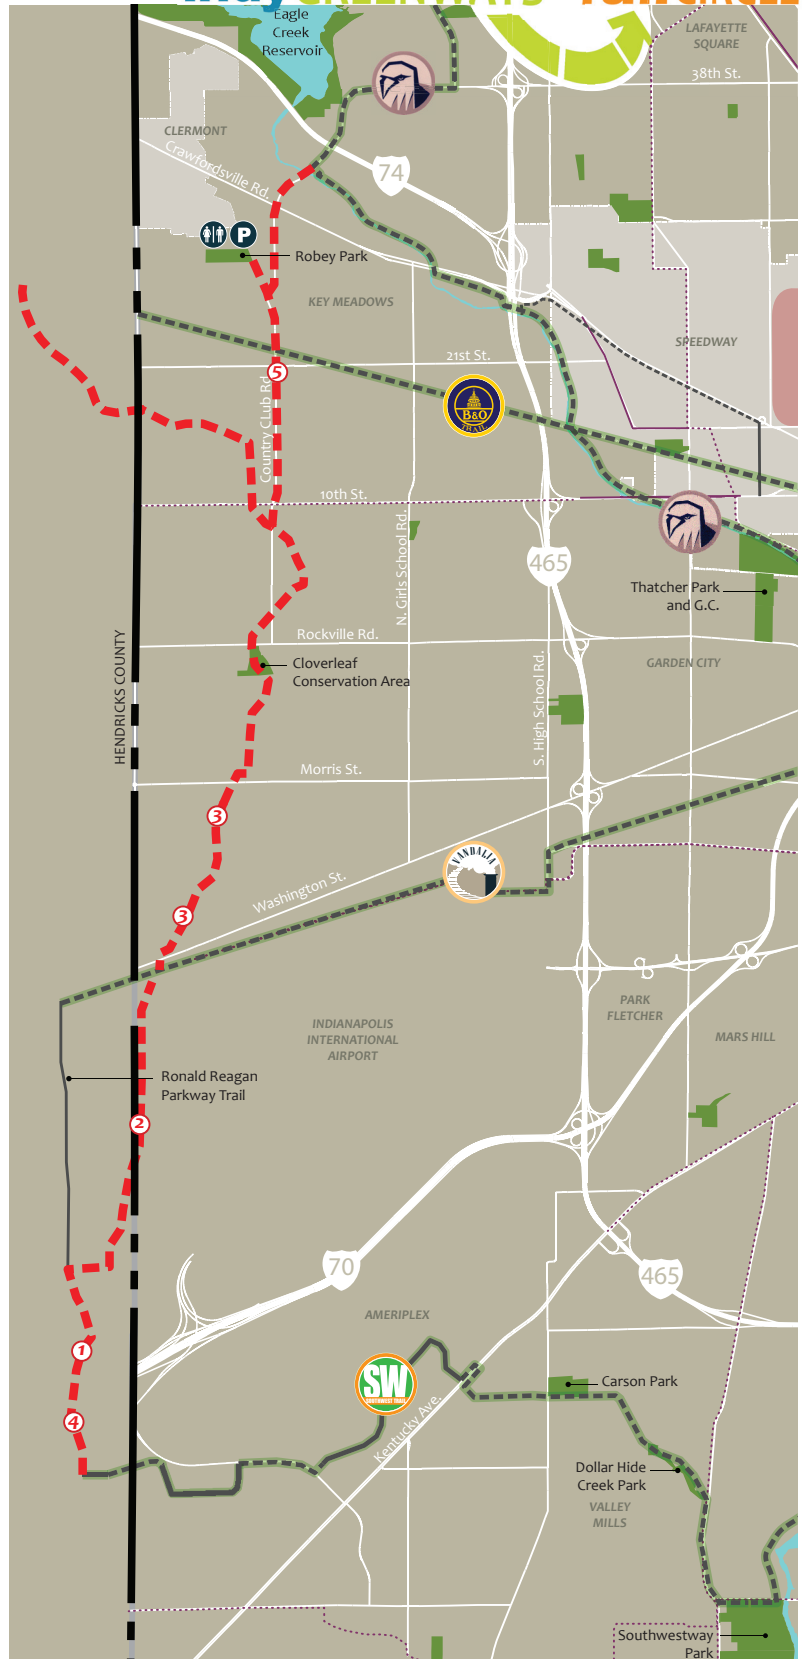 indyGREENWAYS
Eagle
Creek
Reservoir
LAFAYETTE
SQUARE
38th St.
CLERMONT
Crawfordsville Rd.
74
P
Robey Park
KEY MEADOWS
SPEEDWAY
21st St.
5
B&O
TRAIL
Country CLub Rd.
10th St.
N. Girls School Rd.
465
Thatcher Park
and G.C.
Rockville Rd.
GARDEN CITY
Cloverleaf
Conservation Area
HENDRICKS COUNTY
S. High School Rd.
Morris St.
3
VANDALIA
Washington St.
3
PARK
FLETCHER
INDIANAPOLIS
INTERNATIONAL
AIRPORT
MARS HILL
Ronald Reagan
Parkway Trail
2
70
465
AMERIPLEX
1
SW
SOUTHWEST TRAIL
Carson Park
4
Kentucky Ave.
Dollar Hide
Creek Park
VALLEY
MILLS
Southwestway
Park